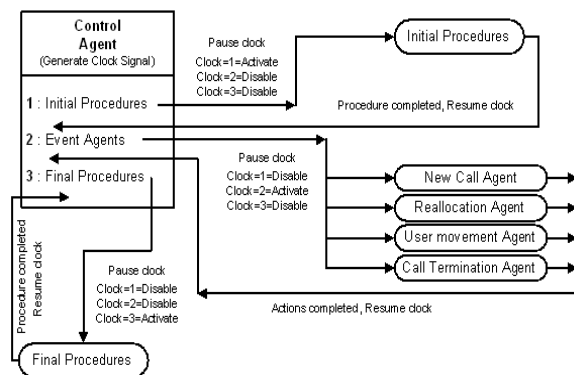 Control
Agent
(Generate Clock Signal)
1 : Initial Procedures
2 : Event Agents
3 : Final Procedures
Pause clock
Clock=1=Activate
Clock=2=Disable
Clock=3=Disable
Initial Procedures
Procedure completed, Resume clock
Pause clock
Clock=1=Disable
Clock=2=Activate
Clock=3=Disable
New Call Agent
Reallocation Agent
User movement Agent
Call Termination Agent
Actions completed, Resume clock
Pause clock
Clock=1=Disable
Clock=2=Disable
Clock=3=Activate
Procedure completed
Resume clock
Final Procedures